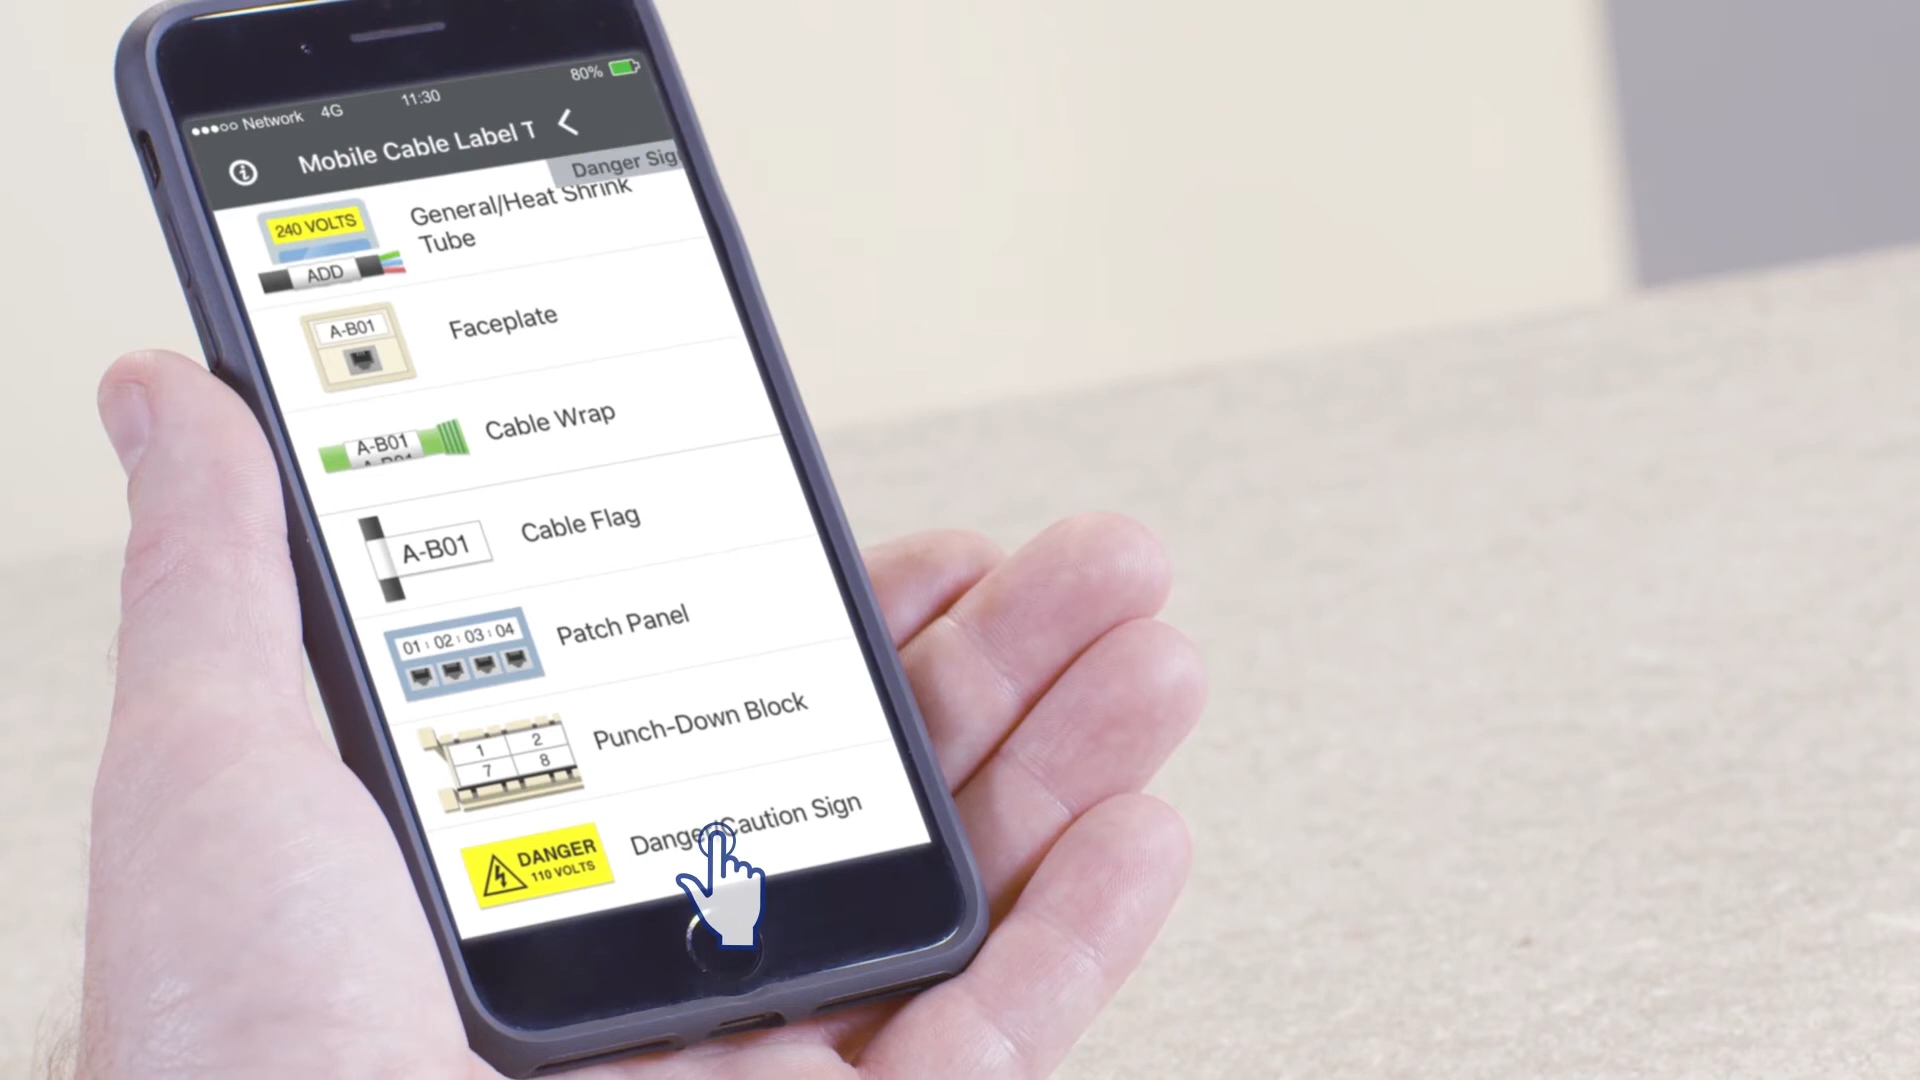 Network 4G 11:30 80%
Mobile Cable Label T
Danger Sig
240 VOLTS
ADD
General/Heat Shrink
Tube
A-B01
Faceplate
A-B01
A-B01
Cable Wrap
A-B01
Cable Flag
01 : 02 : 03 : 04
Patch Panel
1 2
7 8
Punch-Down Block
DANGER
110 VOLTS
Danger/Caution Sign